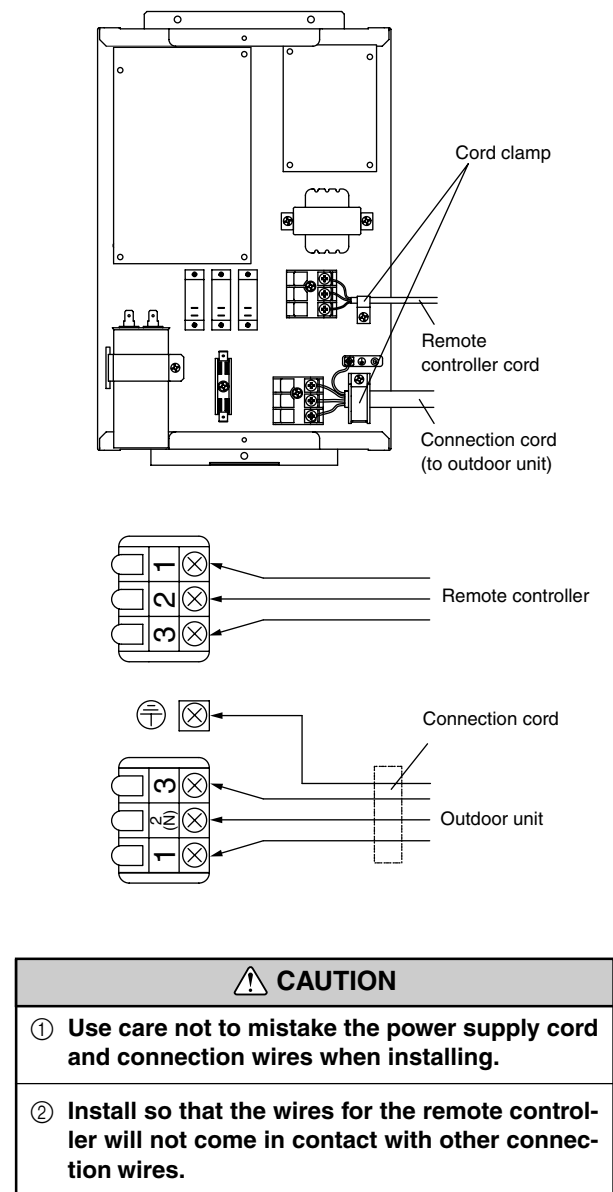 Cord clamp
Remote
controller cord
Connection cord
(to outdoor unit)
1
2
3
Remote controller
Connection cord
3
2
(N)
1
Outdoor unit
CAUTION
① Use care not to mistake the power supply cord
and connection wires when installing.
② Install so that the wires for the remote control-
ler will not come in contact with other connec-
tion wires.